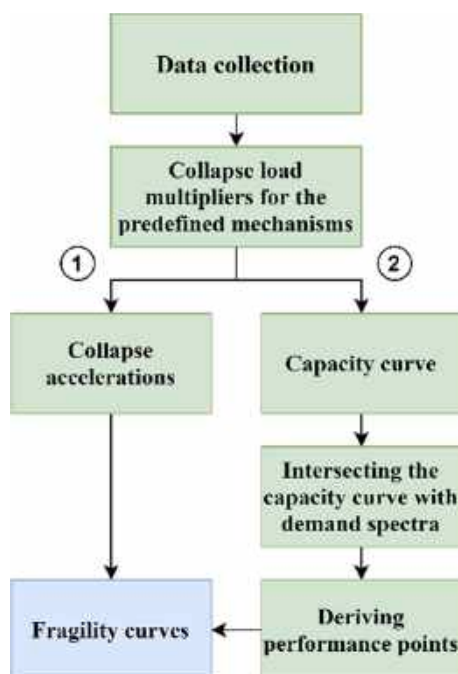 Data collection
Collapse load
multipliers for the
predefined mechanisms
1
2
Collapse
accelerations
Capacity curve
Intersecting the
capacity curve with
demand spectra
Fragility curves
Deriving
performance points